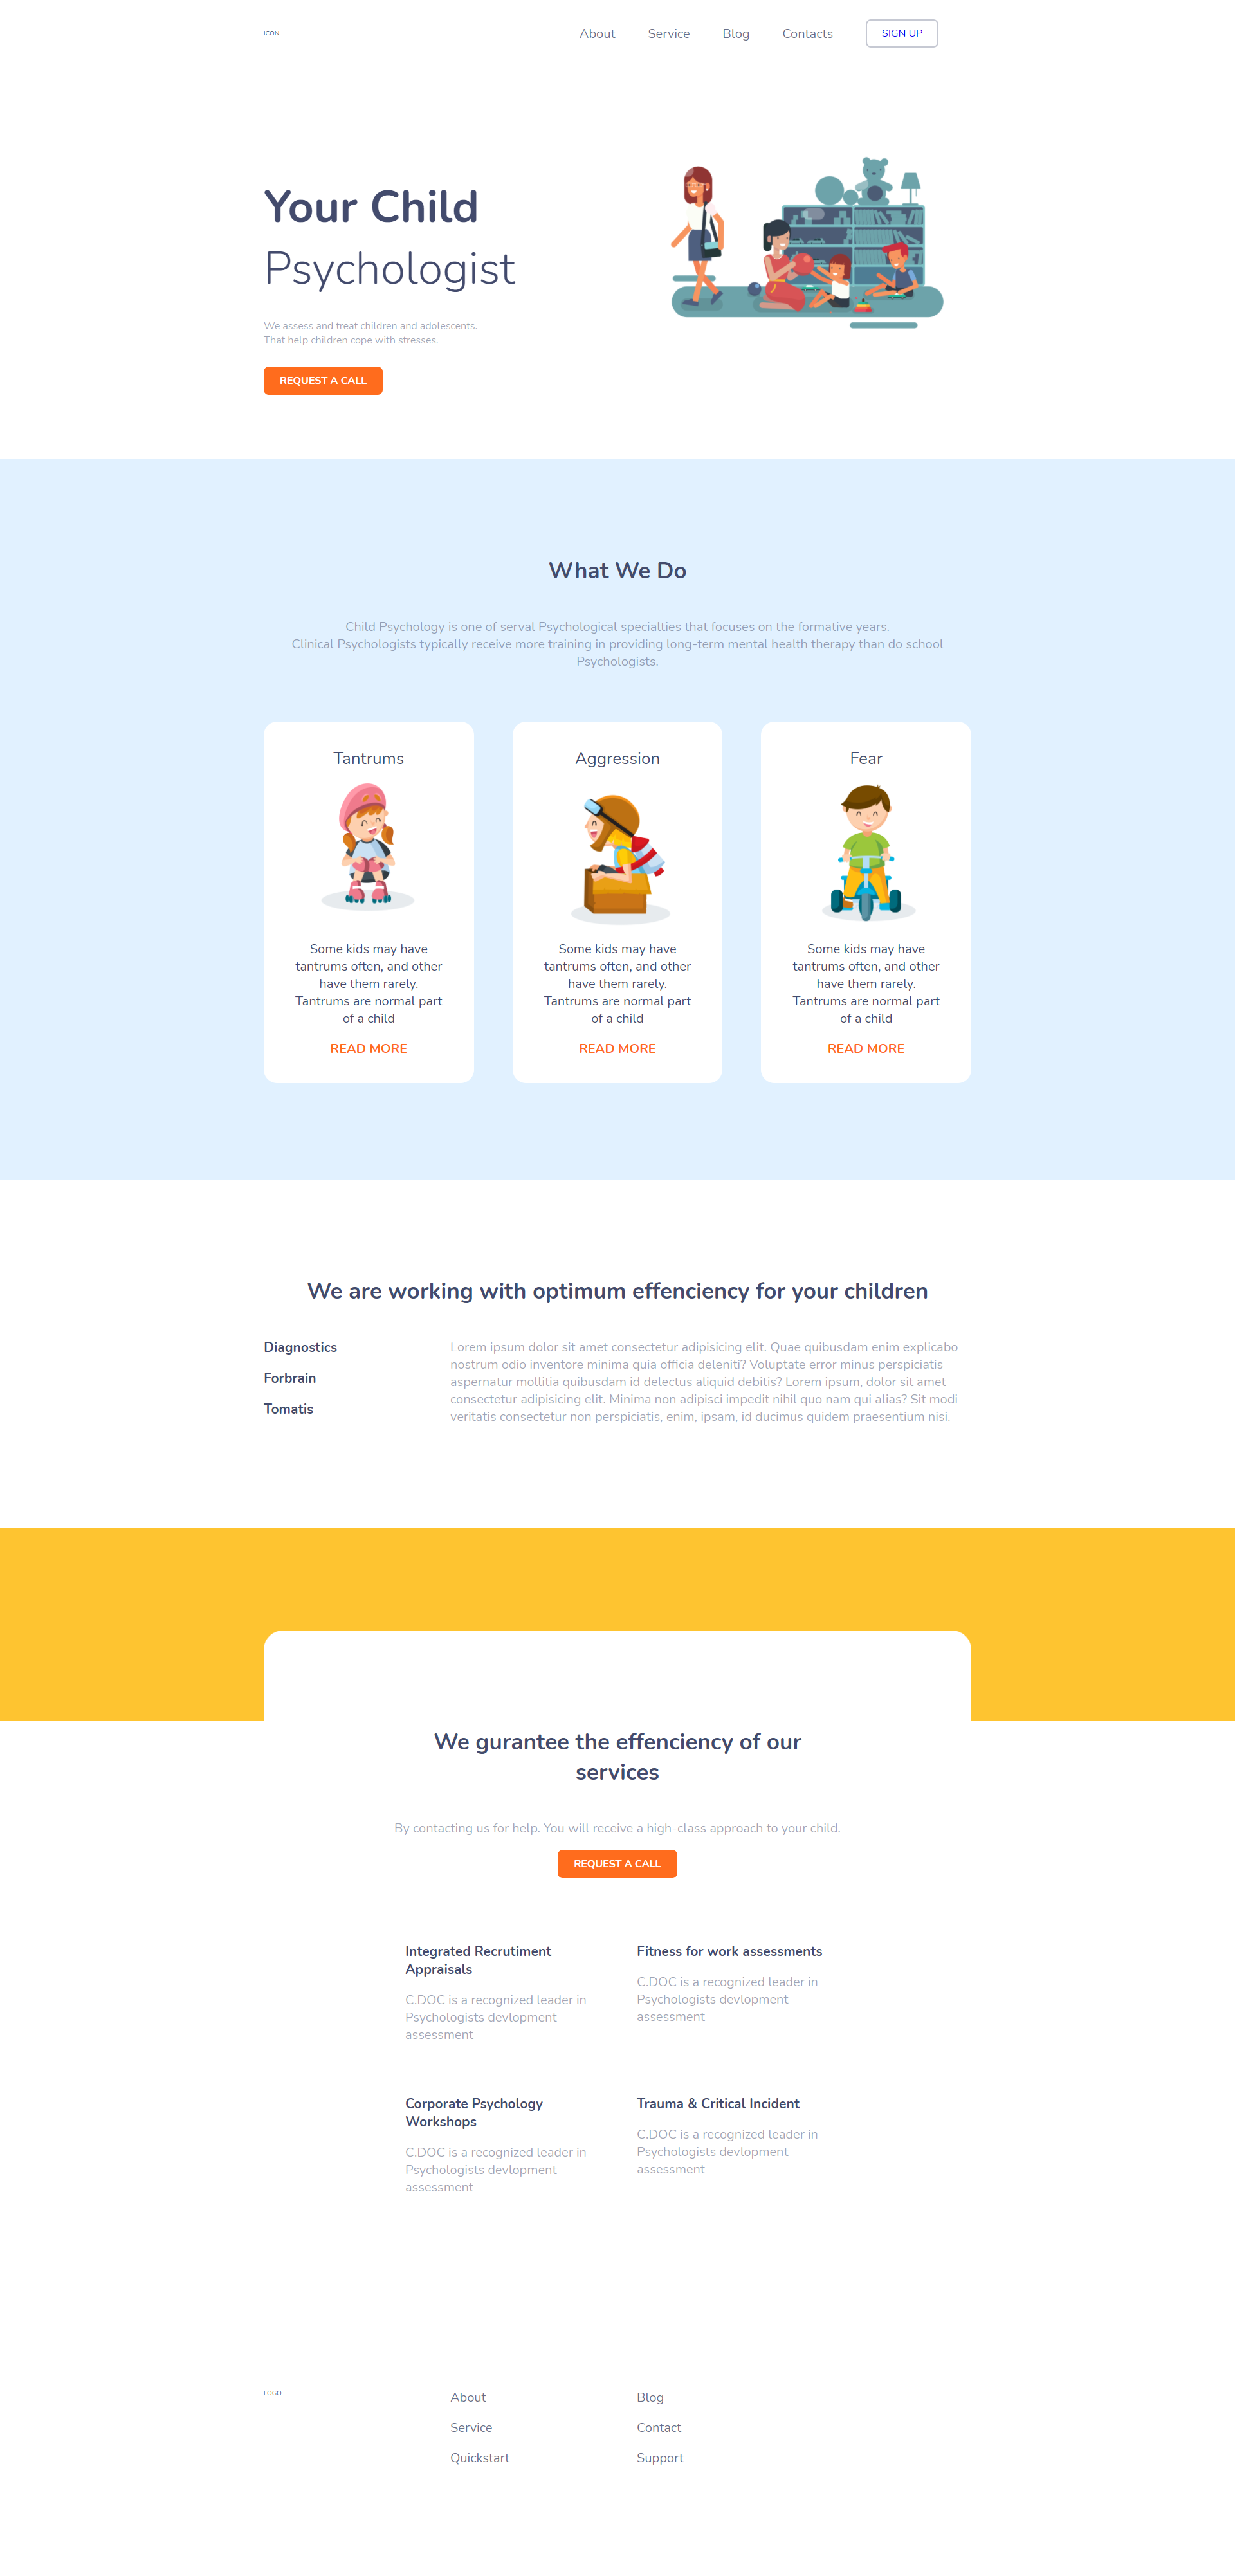 ICON
About
Service
Blog
Contacts
SIGN UP
Your Child
Psychologist
We assess and treat children and adolescents.
That help children cope with stresses.
REQUEST A CALL
What We Do
Child Psychology is one of serval Psychological specialties that focuses on the formative years.
Clinical Psychologists typically receive more training in providing long-term mental health therapy than do school
Psychologists.
Tantrums
Some kids may have
tantrums often, and other
have them rarely.
Tantrums are normal part
of a child
READ MORE
Aggression
Some kids may have
tantrums often, and other
have them rarely.
Tantrums are normal part
of a child
READ MORE
Fear
Some kids may have
tantrums often, and other
have them rarely.
Tantrums are normal part
of a child
READ MORE
We are working with optimum effenciency for your children
Diagnostics
Forbrain
Tomatis
Lorem ipsum dolor sit amet consectetur adipisicing elit. Quae quibusdam enim explicabo
nostrum odio inventore minima quia officia deleniti? Voluptate error minus perspiciatis
aspernatur mollitia quibusdam id delectus aliquid debitis? Lorem ipsum, dolor sit amet
consectetur adipisicing elit. Minima non adipisci impedit nihil quo nam qui alias? Sit modi
veritatis consectetur non perspiciatis, enim, ipsam, id ducimus quidem praesentium nisi.
We gurantee the effenciency of our
services
By contacting us for help. You will receive a high-class approach to your child.
REQUEST A CALL
Integrated Recrutiment
Appraisals
C.DOC is a recognized leader in
Psychologists devlopment
assessment
Fitness for work assessments
C.DOC is a recognized leader in
Psychologists devlopment
assessment
Corporate Psychology
Workshops
C.DOC is a recognized leader in
Psychologists devlopment
assessment
Trauma & Critical Incident
C.DOC is a recognized leader in
Psychologists devlopment
assessment
LOGO
About
Service
Quickstart
Blog
Contact
Support